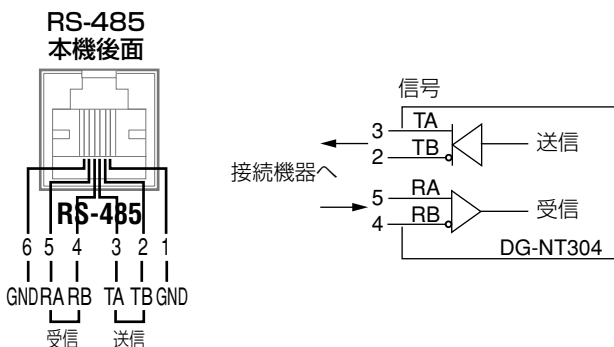 RS-485
本機後面
RS-485
6 5 4 3 2 1
GND RA RB TA TB GND
受信 送信
信号
3 TA
送信
2 TB
接続機器へ
5 RA
受信
4 RB
DG-NT304